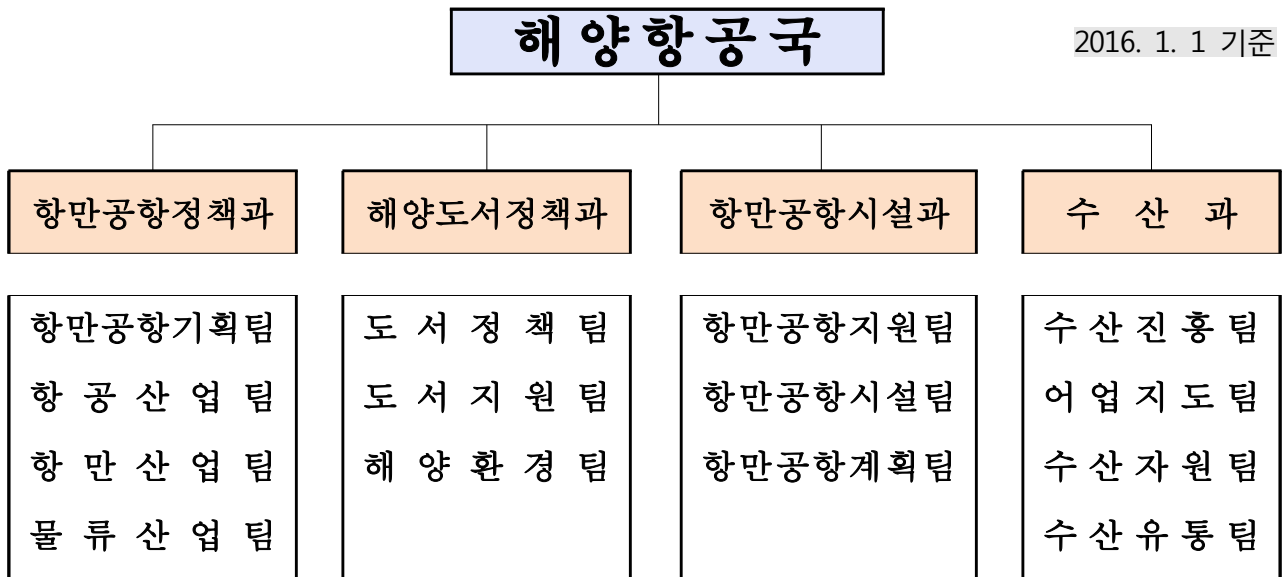 해양항공국
2016. 1. 1 기준
항만공항정책과
해양도서정책과
항만공항시설과
수 산 과
항만공항기획팀
항 공 산 업 팀
항 만 산 업 팀
물 류 산 업 팀
도 서 정 책 팀
도 서 지 원 팀
해 양 환 경 팀
항만공항지원팀
항만공항시설팀
항만공항계획팀
수 산 진 흥 팀
어 업 지 도 팀
수 산 자 원 팀
수 산 유 통 팀